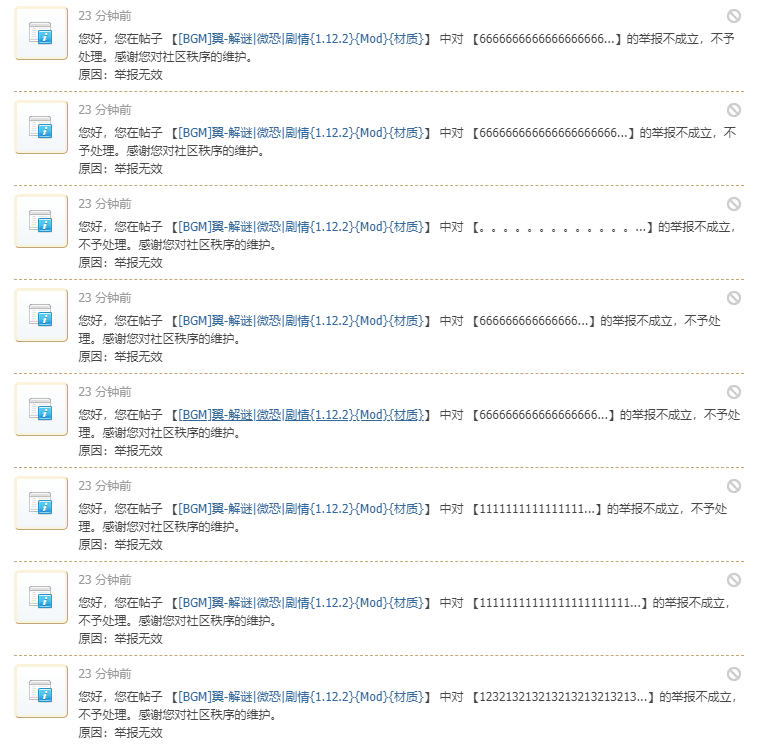 23 分钟前
您好，您在帖子 【[BGM]翼-解谜|微恐|剧情{1.12.2}{Mod}{材质}】 中对 【6666666666666666666...】的举报不成立，不予
处理。感谢您对社区秩序的维护。
原因：举报无效
23 分钟前
您好，您在帖子 【[BGM]翼-解谜|微恐|剧情{1.12.2}{Mod}{材质}】 中对 【666666666666666666666...】的举报不成立，不
予处理。感谢您对社区秩序的维护。
原因：举报无效
23 分钟前
您好，您在帖子 【[BGM]翼-解谜|微恐|剧情{1.12.2}{Mod}{材质}】 中对 【。。。。。。。。。。。。。...】的举报不成立，
不予处理。感谢您对社区秩序的维护。
原因：举报无效
23 分钟前
您好，您在帖子 【[BGM]翼-解谜|微恐|剧情{1.12.2}{Mod}{材质}】 中对 【666666666666666...】的举报不成立，不予处
理。感谢您对社区秩序的维护。
原因：举报无效
23 分钟前
您好，您在帖子 【[BGM]翼-解谜|微恐|剧情{1.12.2}{Mod}{材质}】 中对 【666666666666666666...】的举报不成立，不予处
理。感谢您对社区秩序的维护。
原因：举报无效
23 分钟前
您好，您在帖子 【[BGM]翼-解谜|微恐|剧情{1.12.2}{Mod}{材质}】 中对 【1111111111111111...】的举报不成立，不予处
理。感谢您对社区秩序的维护。
原因：举报无效
23 分钟前
您好，您在帖子 【[BGM]翼-解谜|微恐|剧情{1.12.2}{Mod}{材质}】 中对 【11111111111111111111111...】的举报不成立，
不予处理。感谢您对社区秩序的维护。
原因：举报无效
23 分钟前
您好，您在帖子 【[BGM]翼-解谜|微恐|剧情{1.12.2}{Mod}{材质}】 中对 【123213213213213213213213...】的举报不成立，
不予处理。感谢您对社区秩序的维护。
原因：举报无效